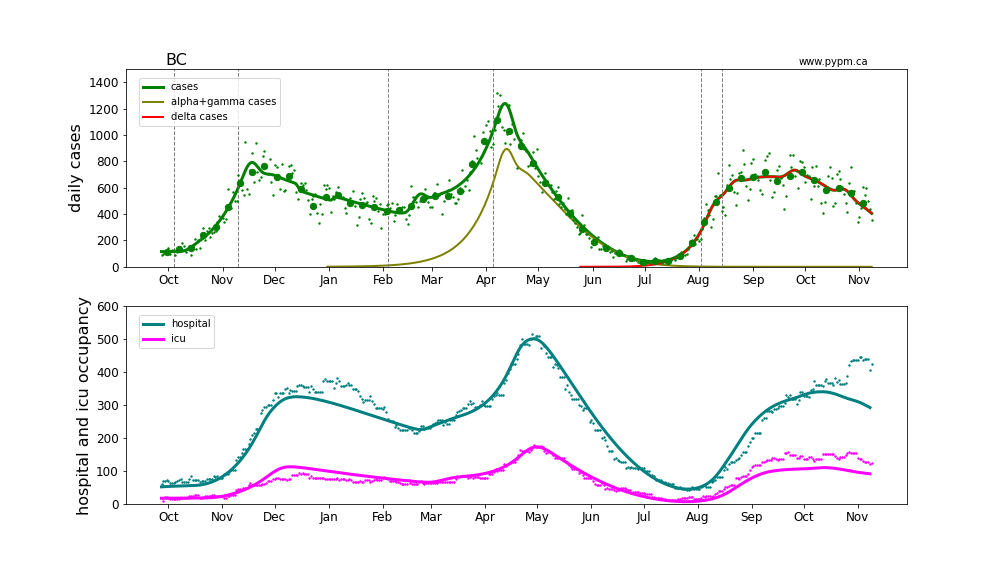 BC
www.pypm.ca
daily cases
1400
1200
1000
800
600
400
200
0
cases
alpha+gamma cases
delta cases
Oct Nov Dec Jan Feb Mar Apr May Jun Jul Aug Sep Oct Nov
hospital and icu occupancy
600
500
400
300
200
100
0
hospital
icu
Oct Nov Dec Jan Feb Mar Apr May Jun Jul Aug Sep Oct Nov